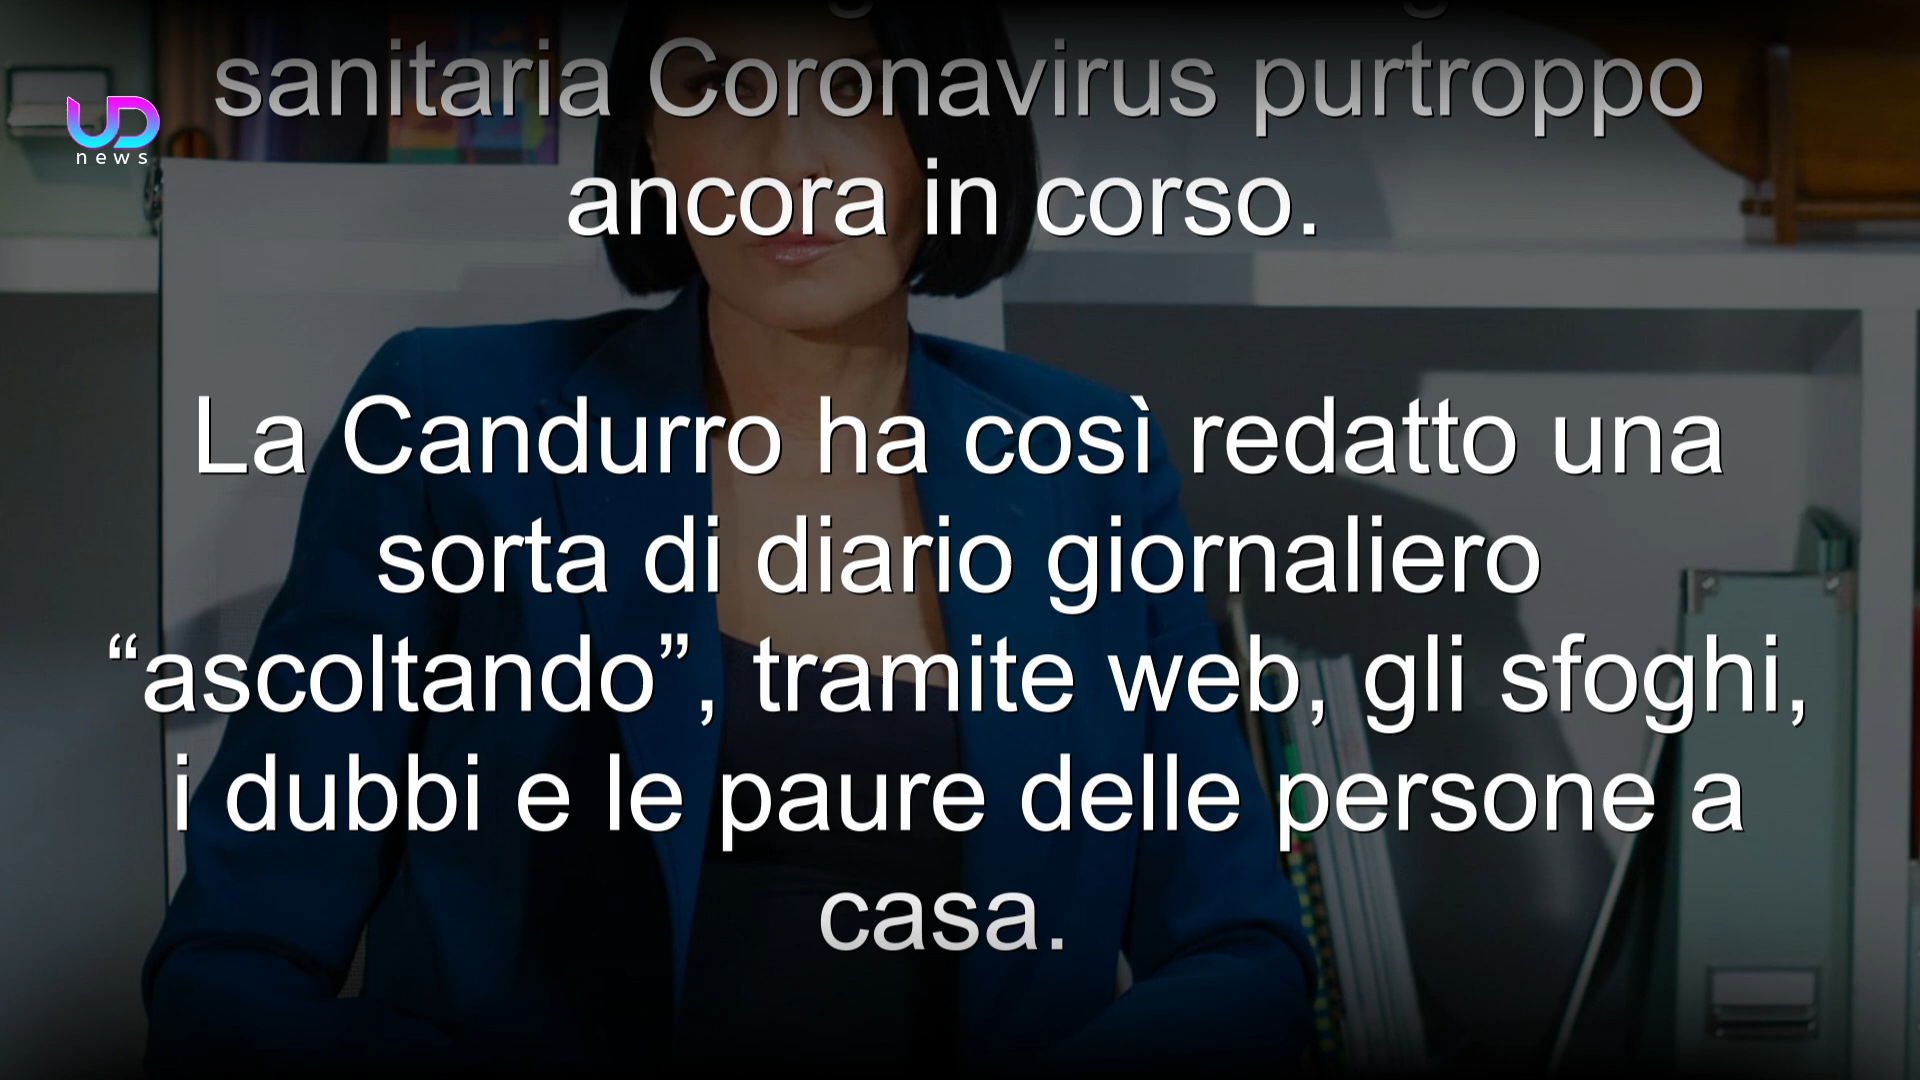 sanitaria Coronavirus purtroppo
ancora in corso.
UD
news
La Candurro ha così redatto una
sorta di diario giornaliero
“ascoltando”, tramite web, gli sfoghi,
i dubbi e le paure delle persone a
casa.